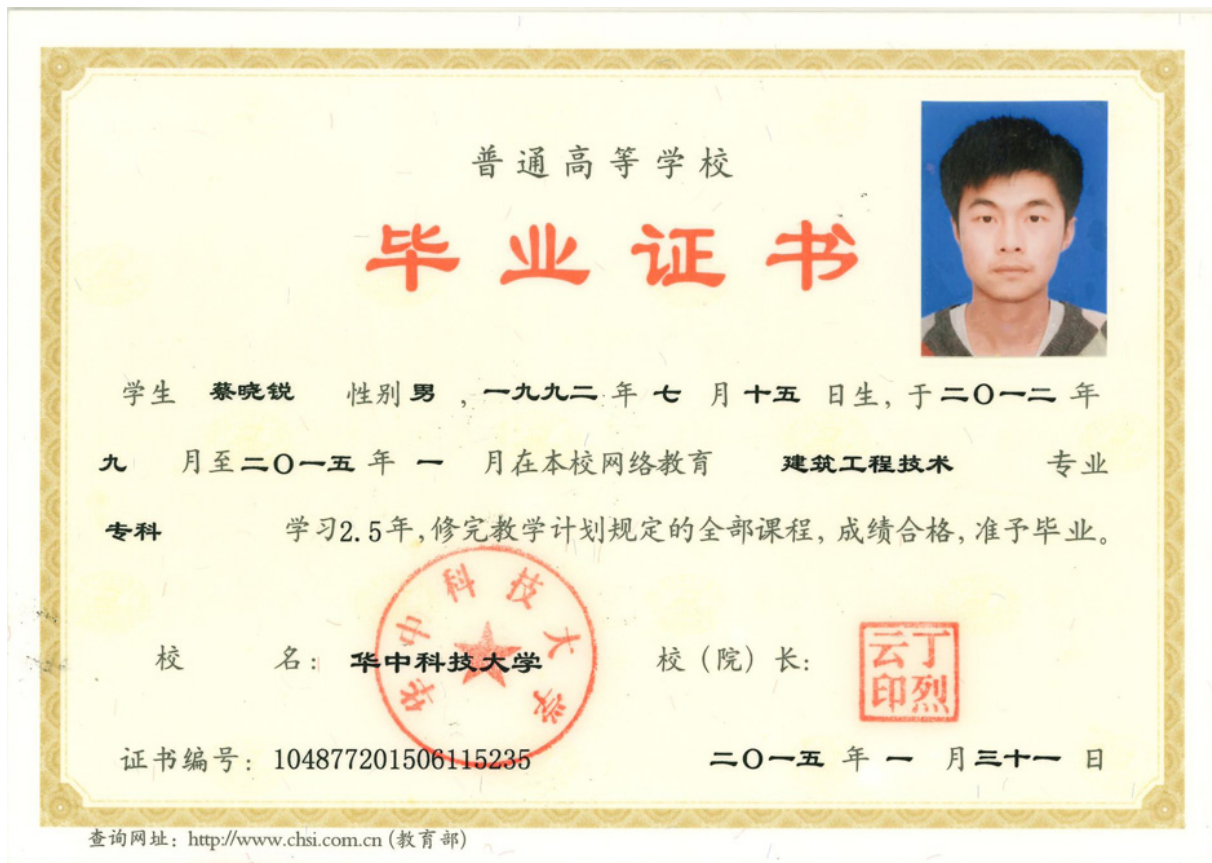 普通高等学校
毕业证书
学生 蔡晓锐 性别 男 ，一九九二 年 七 月 十五 日生，于 二〇一二 年
九 月至 二〇一五 年 一 月在本校网络教育 建筑工程技术 专业
专科 学习2.5年，修完教学计划规定的全部课程，成绩合格，准予毕业。
华中科技大学
校 名：华中科技大学 校（院）长：
丁烈云印
证书编号：104877201506115235 二〇一五 年 一 月 三十一 日
查询网址：http://www.chsi.com.cn (教育部)